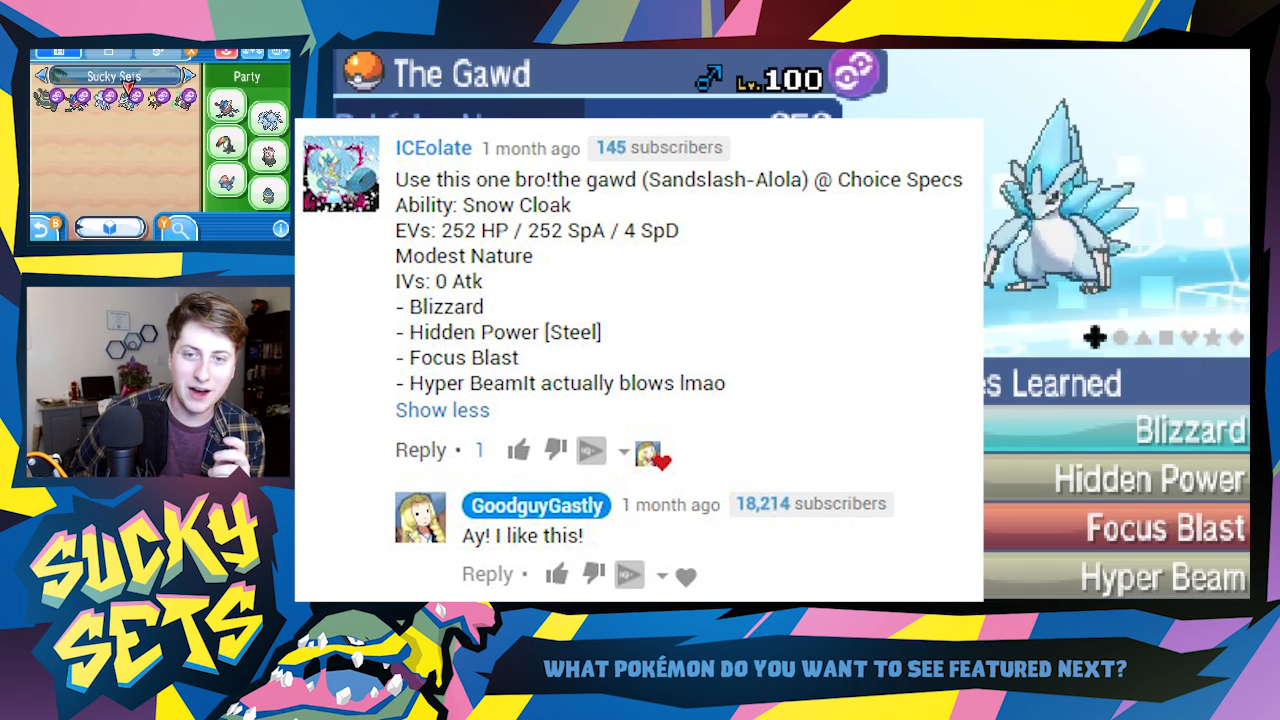 Sucky Sets
Party
The Gawd Lv.100
ICEolate 1 month ago 145 subscribers
Use this one bro!the gawd (Sandslash-Alola) @ Choice Specs
Ability: Snow Cloak
EVs: 252 HP / 252 SpA / 4 SpD
Modest Nature
IVs: 0 Atk
- Blizzard
- Hidden Power [Steel]
- Focus Blast
- Hyper BeamIt actually blows lmao
Show less
Reply • 1
GoodguyGastly 1 month ago 18,214 subscribers
Ay! I like this!
Reply •
es Learned
Blizzard
Hidden Power
Focus Blast
Hyper Beam
SUCKY
SETS
WHAT POKÉMON DO YOU WANT TO SEE FEATURED NEXT?